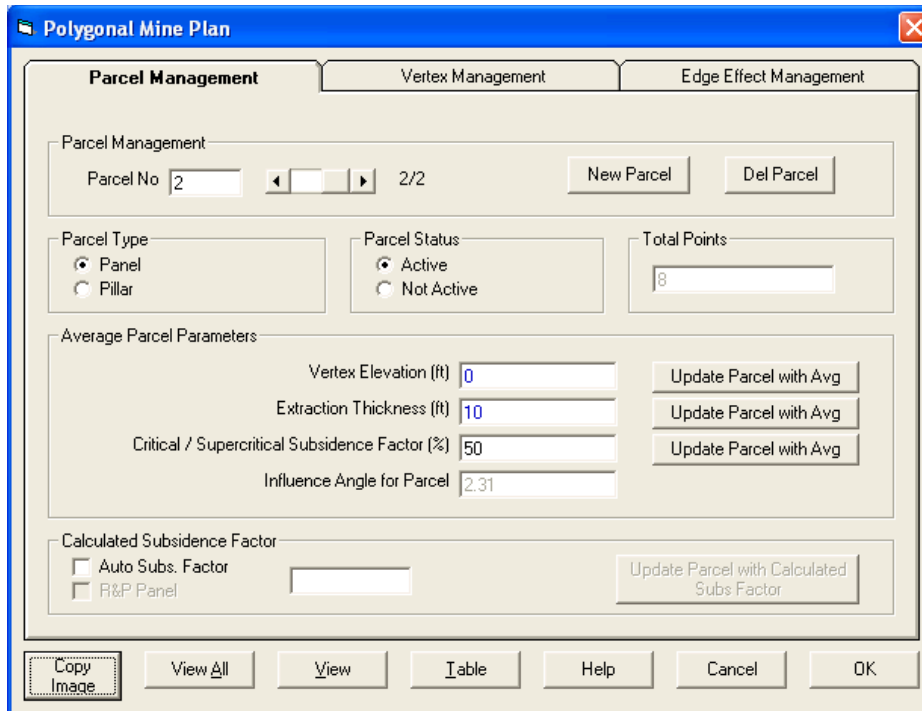 Polygonal Mine Plan
Parcel Management Vertex Management Edge Effect Management
Parcel Management
Parcel No 2 2/2 New Parcel Del Parcel
Parcel Type Parcel Status Total Points
Panel Active 8
Pillar Not Active
Average Parcel Parameters
Vertex Elevation (ft) 0 Update Parcel with Avg
Extraction Thickness (ft) 10 Update Parcel with Avg
Critical / Supercritical Subsidence Factor (%) 50 Update Parcel with Avg
Influence Angle for Parcel 2.31
Calculated Subsidence Factor
Auto Subs. Factor
R&P Panel
Update Parcel with Calculated
Subs Factor
Copy
Image
View All View Table Help Cancel OK